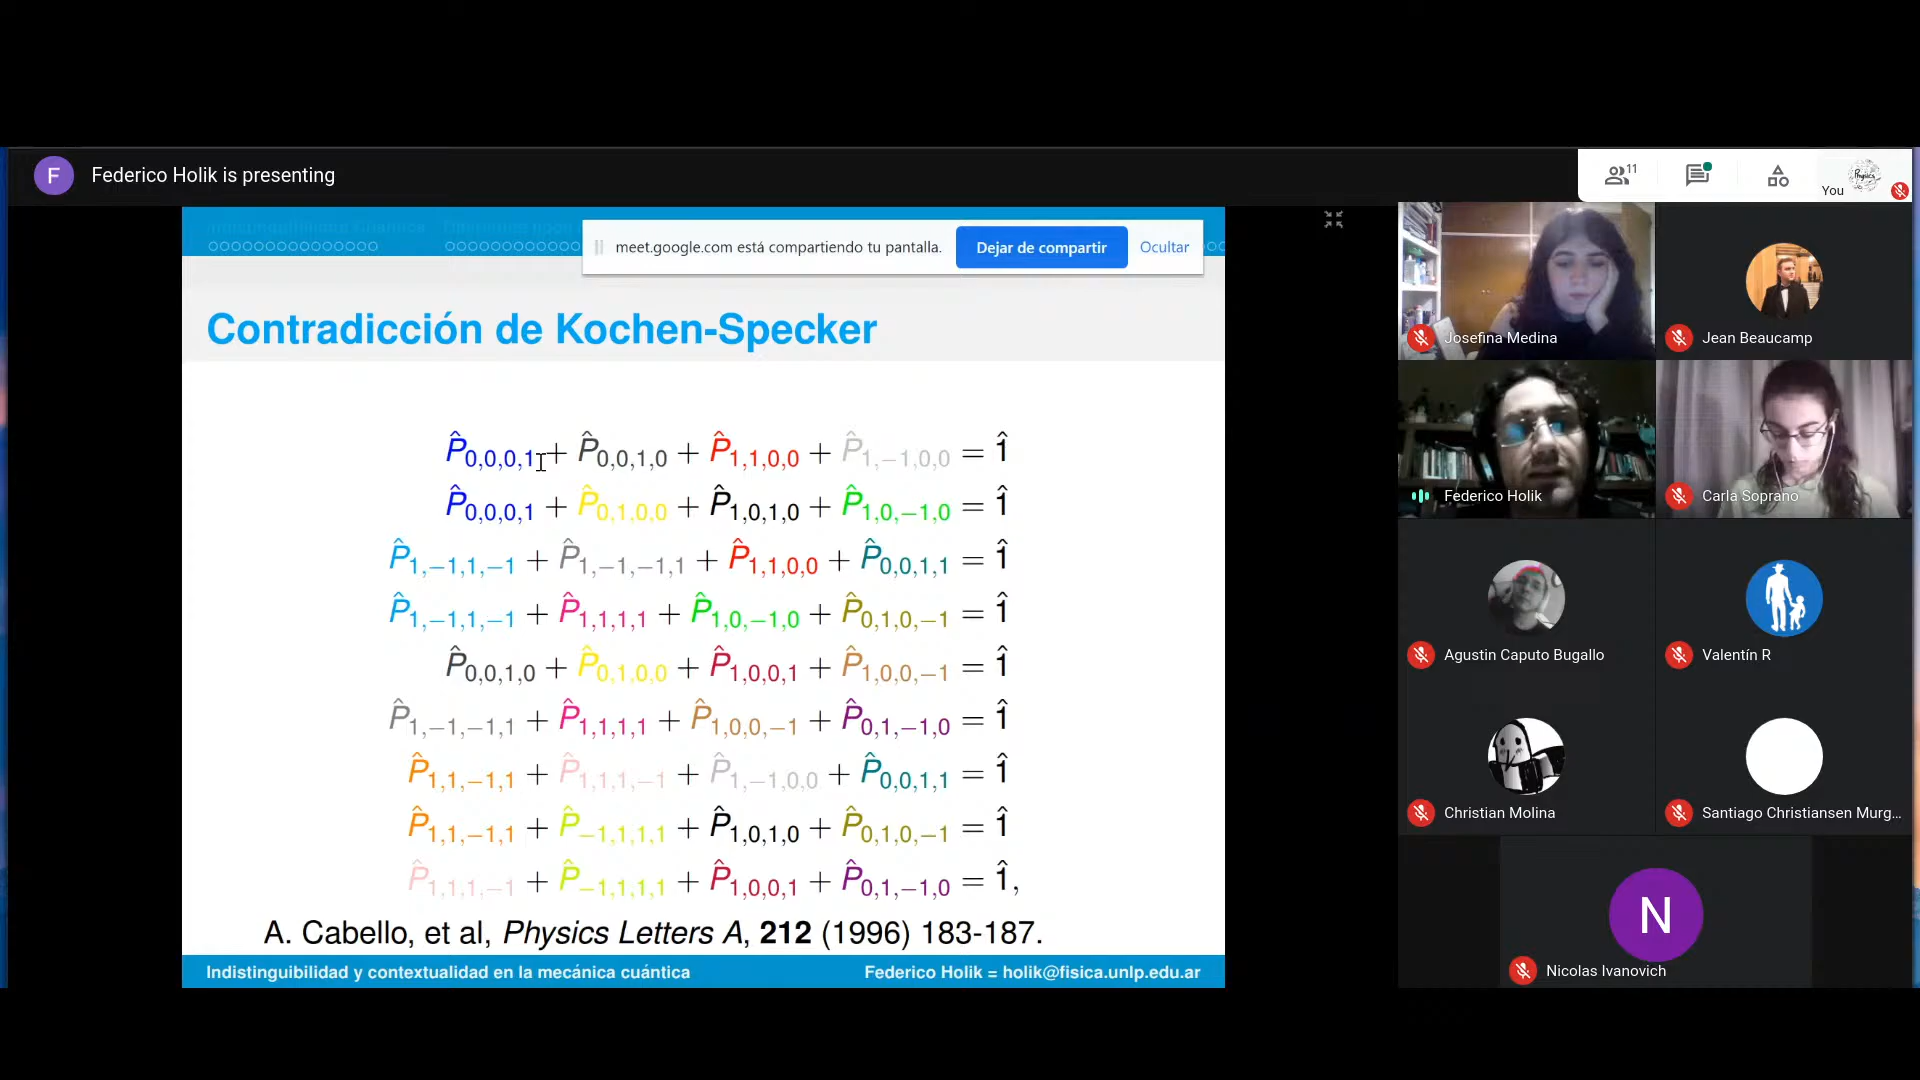 F Federico Holik is presenting
11
You
Physics
meet.google.com está compartiendo tu pantalla. Dejar de compartir Ocultar
Contradicción de Kochen-Specker
P̂0,0,0,1 + P̂0,0,1,0 + P̂1,1,0,0 + P̂1,−1,0,0 = 1̂
P̂0,0,0,1 + P̂0,1,0,0 + P̂1,0,1,0 + P̂1,0,−1,0 = 1̂
P̂1,−1,1,−1 + P̂1,−1,−1,1 + P̂1,1,0,0 + P̂0,0,1,1 = 1̂
P̂1,−1,1,−1 + P̂1,1,1,1 + P̂1,0,−1,0 + P̂0,1,0,−1 = 1̂
P̂0,0,1,0 + P̂0,1,0,0 + P̂1,0,0,1 + P̂1,0,0,−1 = 1̂
P̂1,−1,−1,1 + P̂1,1,1,1 + P̂1,0,0,−1 + P̂0,1,−1,0 = 1̂
P̂1,1,−1,1 + P̂1,1,1,−1 + P̂1,−1,0,0 + P̂0,0,1,1 = 1̂
P̂1,1,−1,1 + P̂−1,1,1,1 + P̂1,0,1,0 + P̂0,1,0,−1 = 1̂
P̂1,1,1,−1 + P̂−1,1,1,1 + P̂1,0,0,1 + P̂0,1,−1,0 = 1̂,
A. Cabello, et al, Physics Letters A, 212 (1996) 183-187.
Indistinguibilidad y contextualidad en la mecánica cuántica Federico Holik = holik@fisica.unlp.edu.ar
Josefina Medina
Jean Beaucamp
Federico Holik
Carla Soprano
Agustin Caputo Bugallo
Valentín R
Christian Molina
Santiago Christiansen Murg...
N
Nicolas Ivanovich